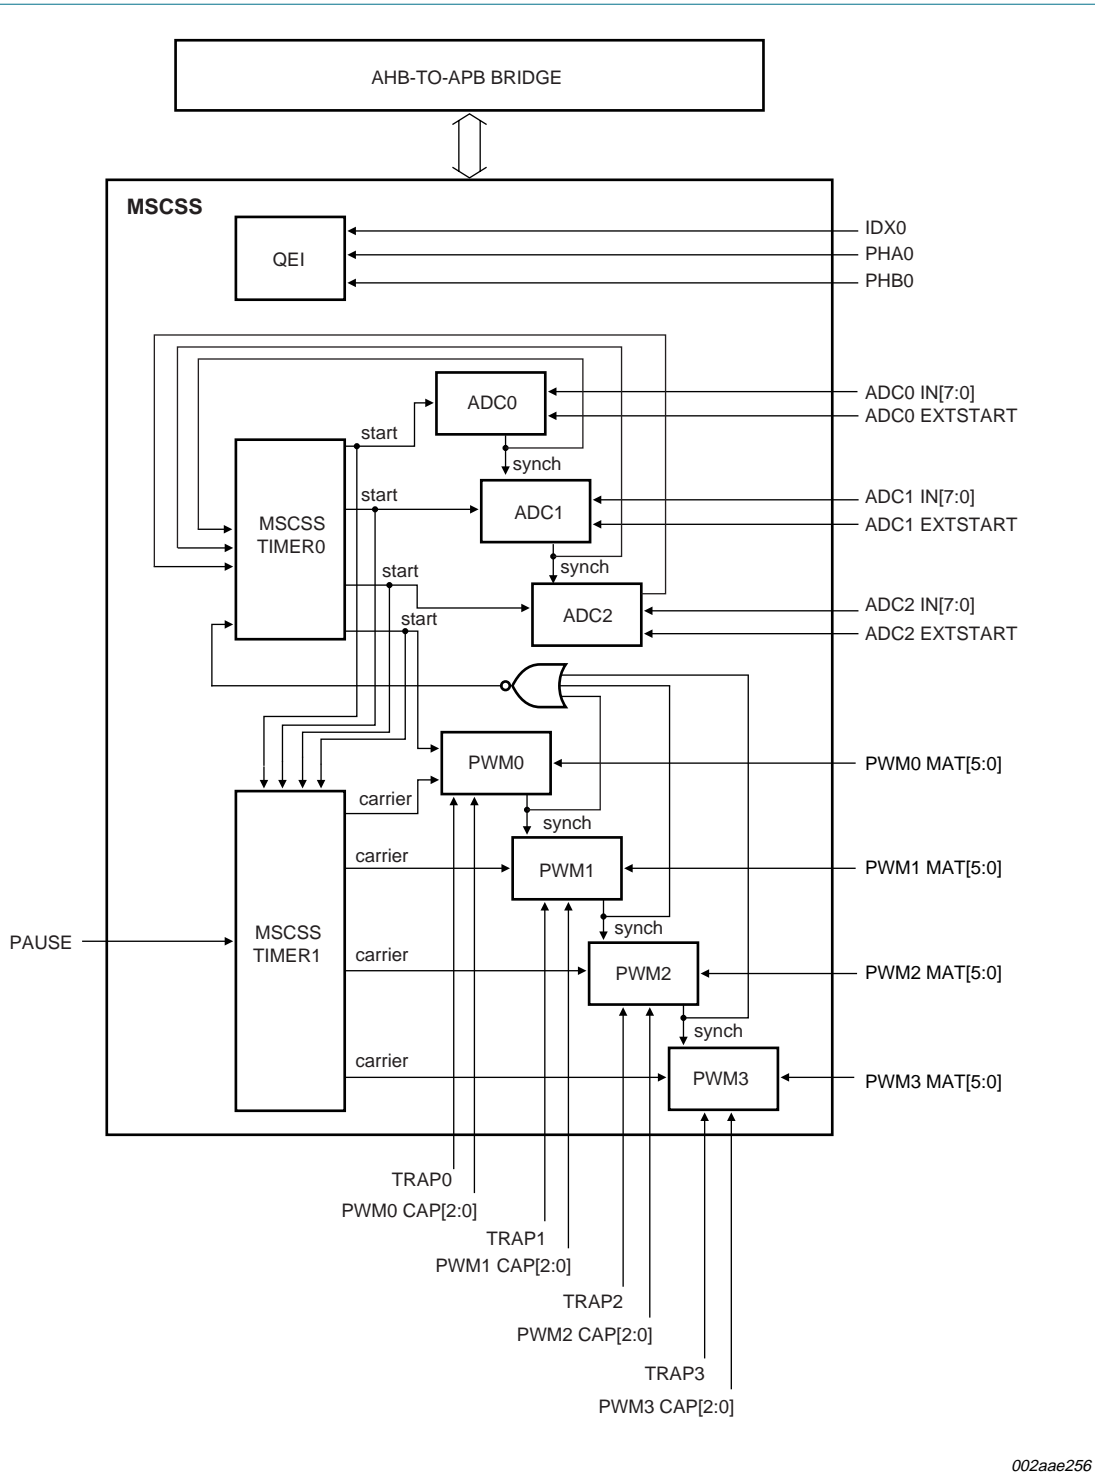 AHB-TO-APB BRIDGE
MSCSS
QEI
IDX0
PHA0
PHB0
ADC0
ADC0 IN[7:0]
ADC0 EXTSTART
start
synch
start
ADC1
ADC1 IN[7:0]
ADC1 EXTSTART
MSCSS
TIMER0
synch
start
ADC2
ADC2 IN[7:0]
ADC2 EXTSTART
start
PWM0
PWM0 MAT[5:0]
carrier
synch
carrier
PWM1
PWM1 MAT[5:0]
MSCSS
TIMER1
PAUSE
synch
carrier
PWM2
PWM2 MAT[5:0]
synch
carrier
PWM3
PWM3 MAT[5:0]
TRAP0
PWM0 CAP[2:0]
TRAP1
PWM1 CAP[2:0]
TRAP2
PWM2 CAP[2:0]
TRAP3
PWM3 CAP[2:0]
002aae256